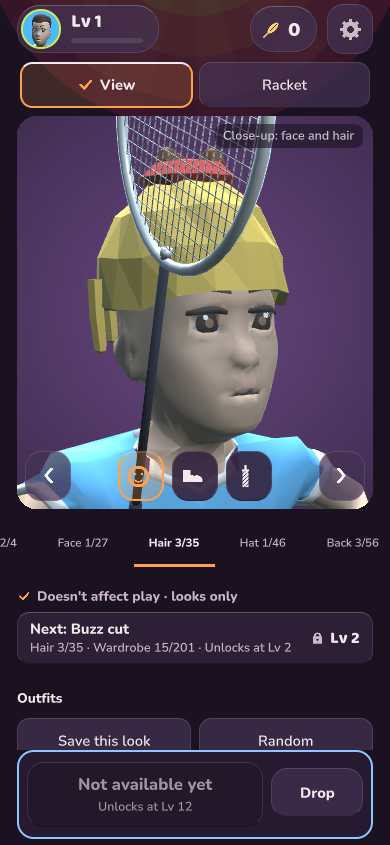 Lv 1
0
View
Racket
Close-up: face and hair
2/4
Face 1/27
Hair 3/35
Hat 1/46
Back 3/56
Doesn't affect play · looks only
Next: Buzz cut
Hair 3/35 · Wardrobe 15/201 · Unlocks at Lv 2
Lv 2
Outfits
Save this look
Random
Not available yet
Unlocks at Lv 12
Drop